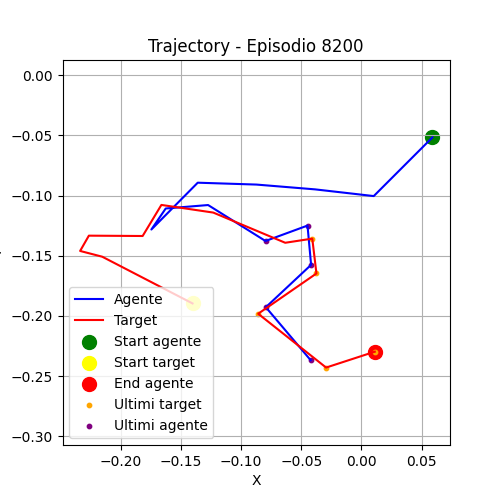 Trajectory - Episodio 8200
0.00
−0.05
−0.10
−0.15
−0.20
−0.25
−0.30
Agente
Target
Start agente
Start target
End agente
Ultimi target
Ultimi agente
−0.20
−0.15
−0.10
−0.05
0.00
0.05
X